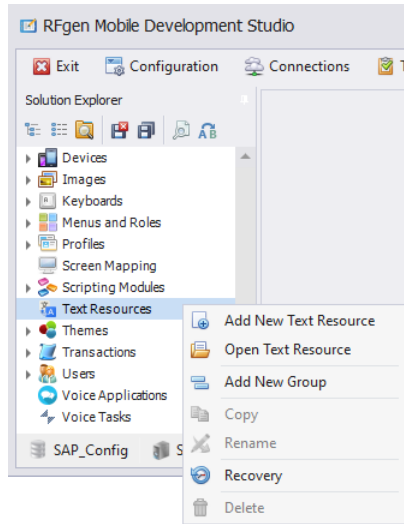 RFgen Mobile Development Studio
Exit Configuration Connections
Solution Explorer
Devices
Images
Keyboards
Menus and Roles
Profiles
Screen Mapping
Scripting Modules
Text Resources
Themes
Transactions
Users
Voice Applications
Voice Tasks
Add New Text Resource
Open Text Resource
Add New Group
Copy
Rename
Recovery
Delete
SAP_Config